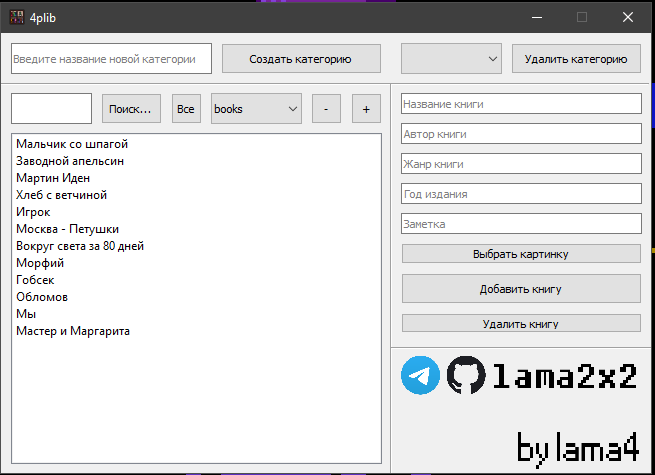 4plib
Введите название новой категории
Создать категорию
Удалить категорию
Поиск...
Все
books
-
+
Мальчик со шпагой
Заводной апельсин
Мартин Иден
Хлеб с ветчиной
Игрок
Москва - Петушки
Вокруг света за 80 дней
Морфий
Гобсек
Обломов
Мы
Мастер и Маргарита
Название книги
Автор книги
Жанр книги
Год издания
Заметка
Выбрать картинку
Добавить книгу
Удалить книгу
lama2x2
by lama4